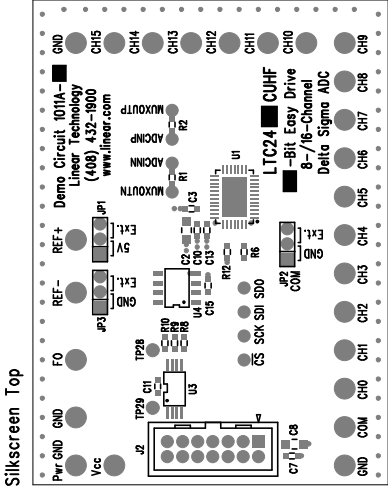 Silkscreen Top
GND
CH15
CH14
CH13
CH12
CH11
CH10
CH9
Demo Circuit 1011A-
Linear Technology
(408) 432-1900
www.linear.com
MUXOUTP
ADCINP
R2
ADCINN
MUXOUTN
R1
LTC24 CUHF
-Bit Easy Drive
8-/16-Channel
Delta Sigma ADC
U1
CH8
CH7
CH6
CH5
CH4
CH3
CH2
CH1
CH0
COM
GND
REF+
JP1
5V
Ext.
REF-
JP3
GND
Ext.
C3
C2
C10
C13
R12
R6
JP2
COM
GND
Ext.
U4
C15
R10
R9
R8
CS SCK SDI SDO
F0
TP28
TP29
C11
U3
GND
Pwr GND
Vcc
J2
C7
C8